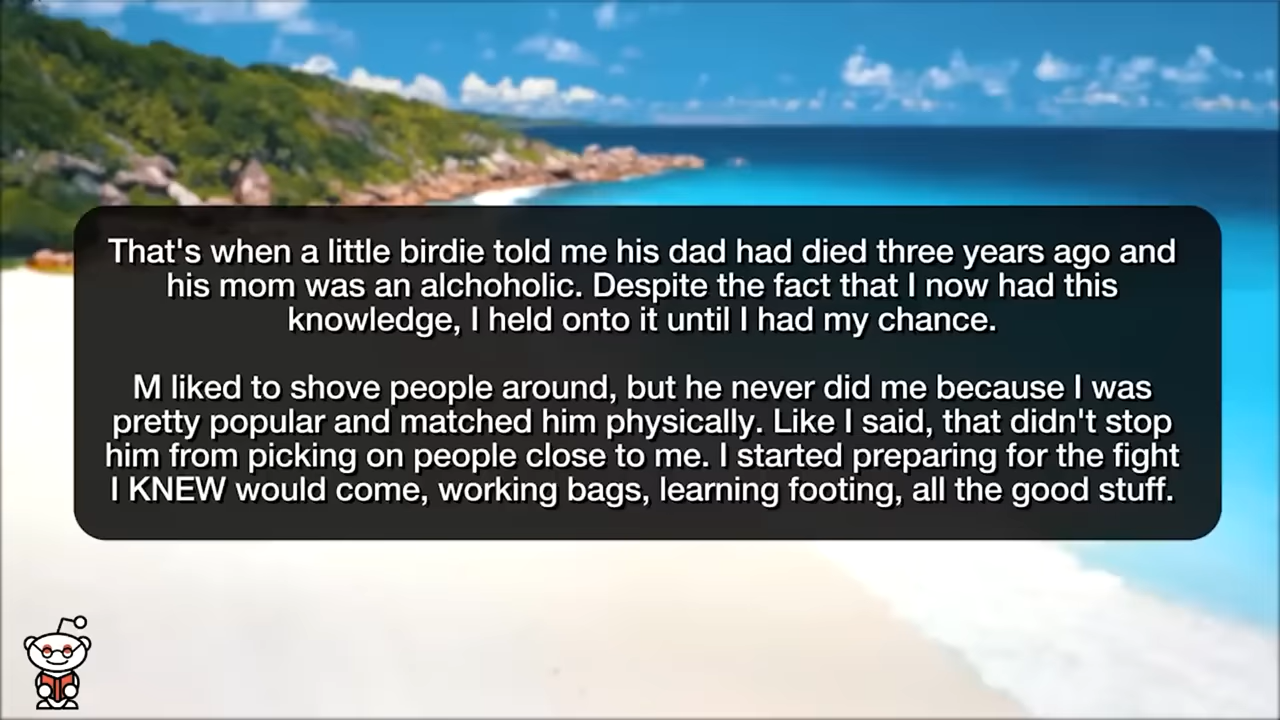 That's when a little birdie told me his dad had died three years ago and
his mom was an alchoholic. Despite the fact that I now had this
knowledge, I held onto it until I had my chance.
M liked to shove people around, but he never did me because I was
pretty popular and matched him physically. Like I said, that didn't stop
him from picking on people close to me. I started preparing for the fight
I KNEW would come, working bags, learning footing, all the good stuff.